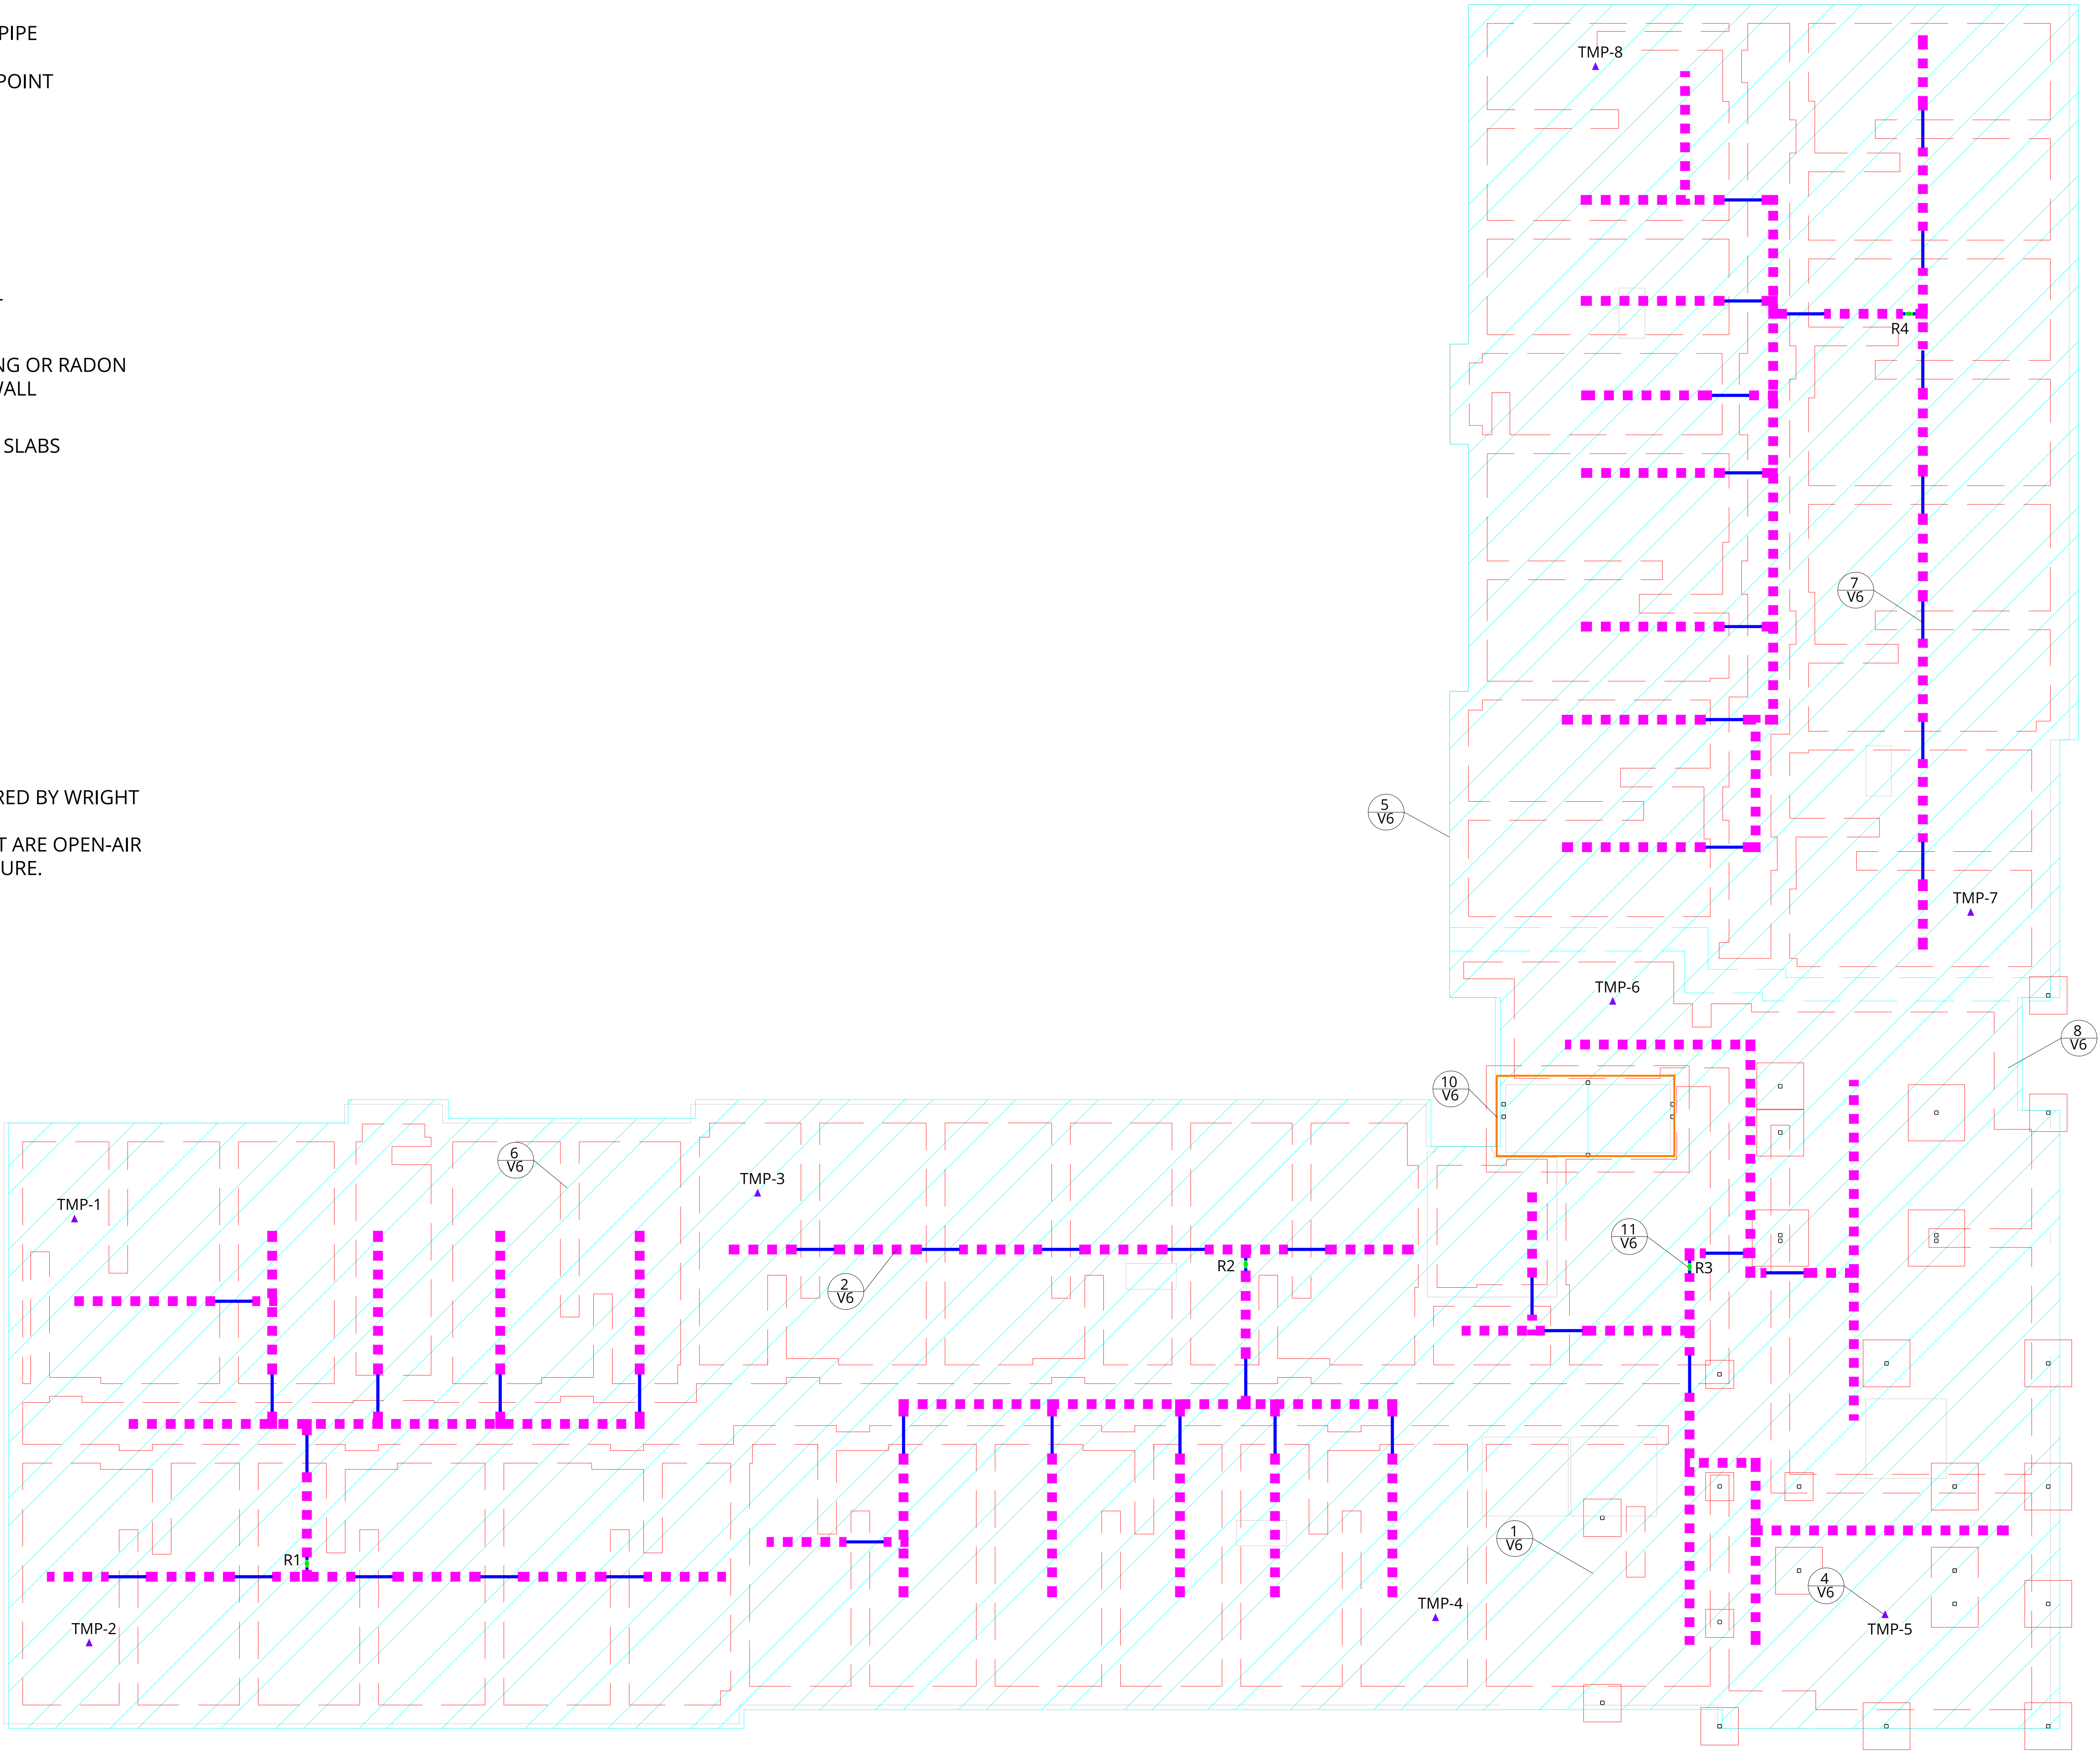 PIPE
POINT
NG OR RADON
WALL
SLABS
RED BY WRIGHT
T ARE OPEN-AIR
URE.
TMP-8
R4
7
V6
5
V6
TMP-7
TMP-6
8
V6
10
V6
6
V6
TMP-3
TMP-1
11
V6
R2
R3
2
V6
1
V6
R1
4
V6
TMP-4
TMP-2
TMP-5